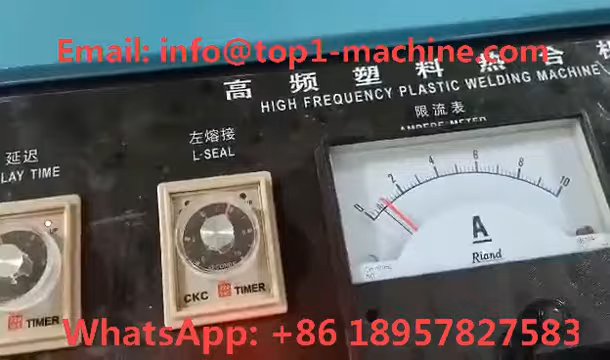 Email: info@top1-machine.com
高频塑料热合机
HIGH FREQUENCY PLASTIC WELDING MACHINE
限流表
AMPERE METER
延迟
LAY TIME
左熔接
L-SEAL
0 2 4 6 8 10
A
Riand
TIMER
CKC TIMER
WhatsApp: +86 18957827583